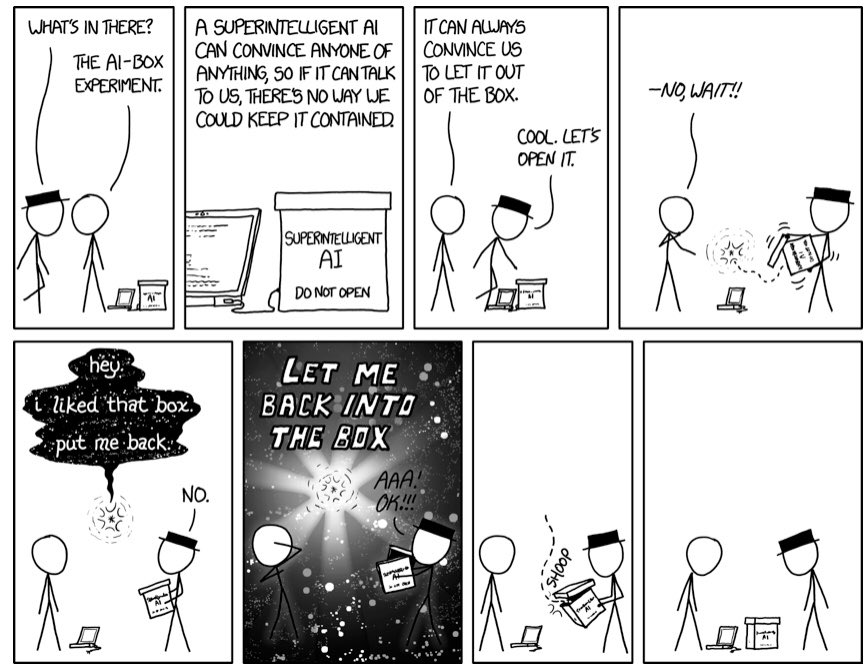 WHAT'S IN THERE?
THE AI-BOX
EXPERIMENT.
A SUPERINTELLIGENT AI
CAN CONVINCE ANYONE OF
ANYTHING, SO IF IT CAN TALK
TO US, THERE'S NO WAY WE
COULD KEEP IT CONTAINED.
SUPERINTELLIGENT
AI
DO NOT OPEN
IT CAN ALWAYS
CONVINCE US
TO LET IT OUT
OF THE BOX.
COOL. LET'S
OPEN IT.
—NO, WAIT!!
hey.
i liked that box.
put me back.
NO.
LET ME
BACK INTO
THE BOX
AAA!
OK!!!
SHOOP